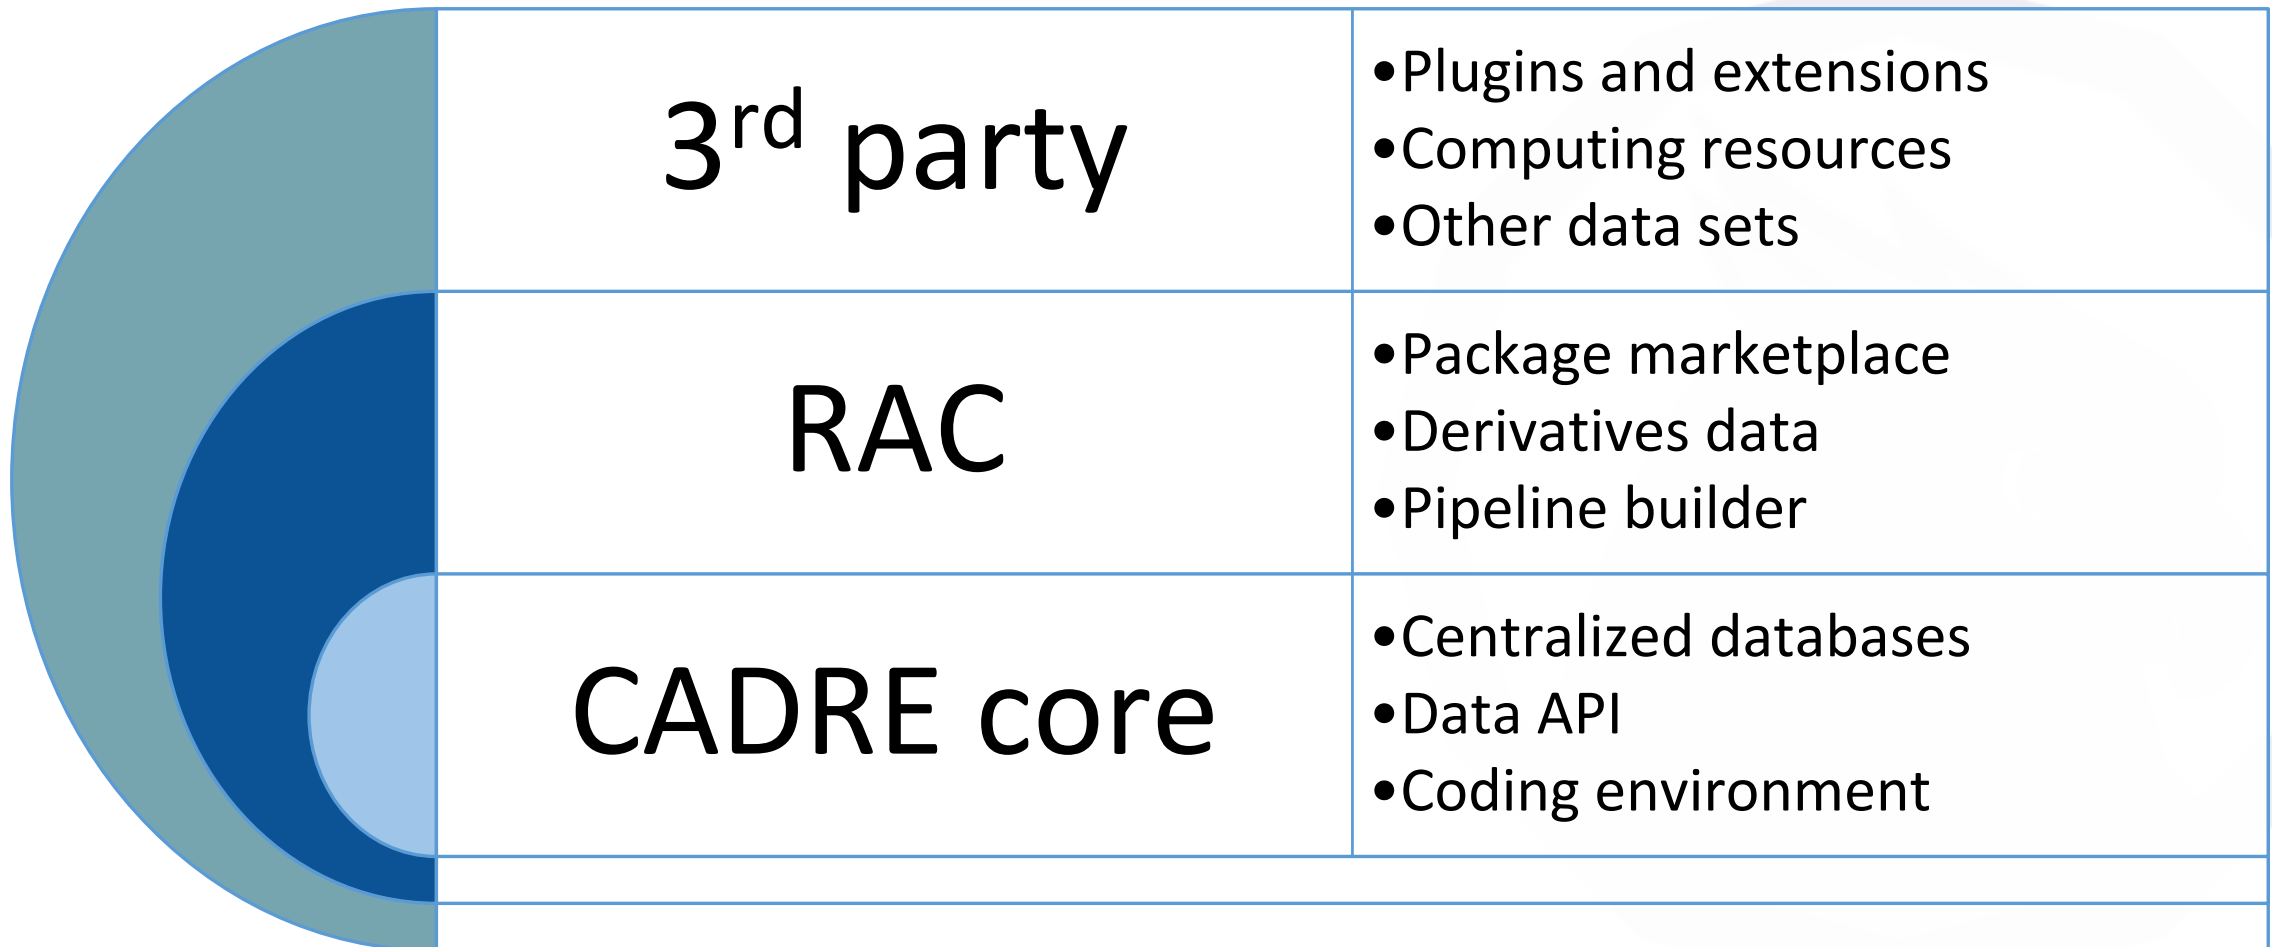 3rd party
•Plugins and extensions
•Computing resources
•Other data sets
RAC
•Package marketplace
•Derivatives data
•Pipeline builder
CADRE core
•Centralized databases
•Data API
•Coding environment